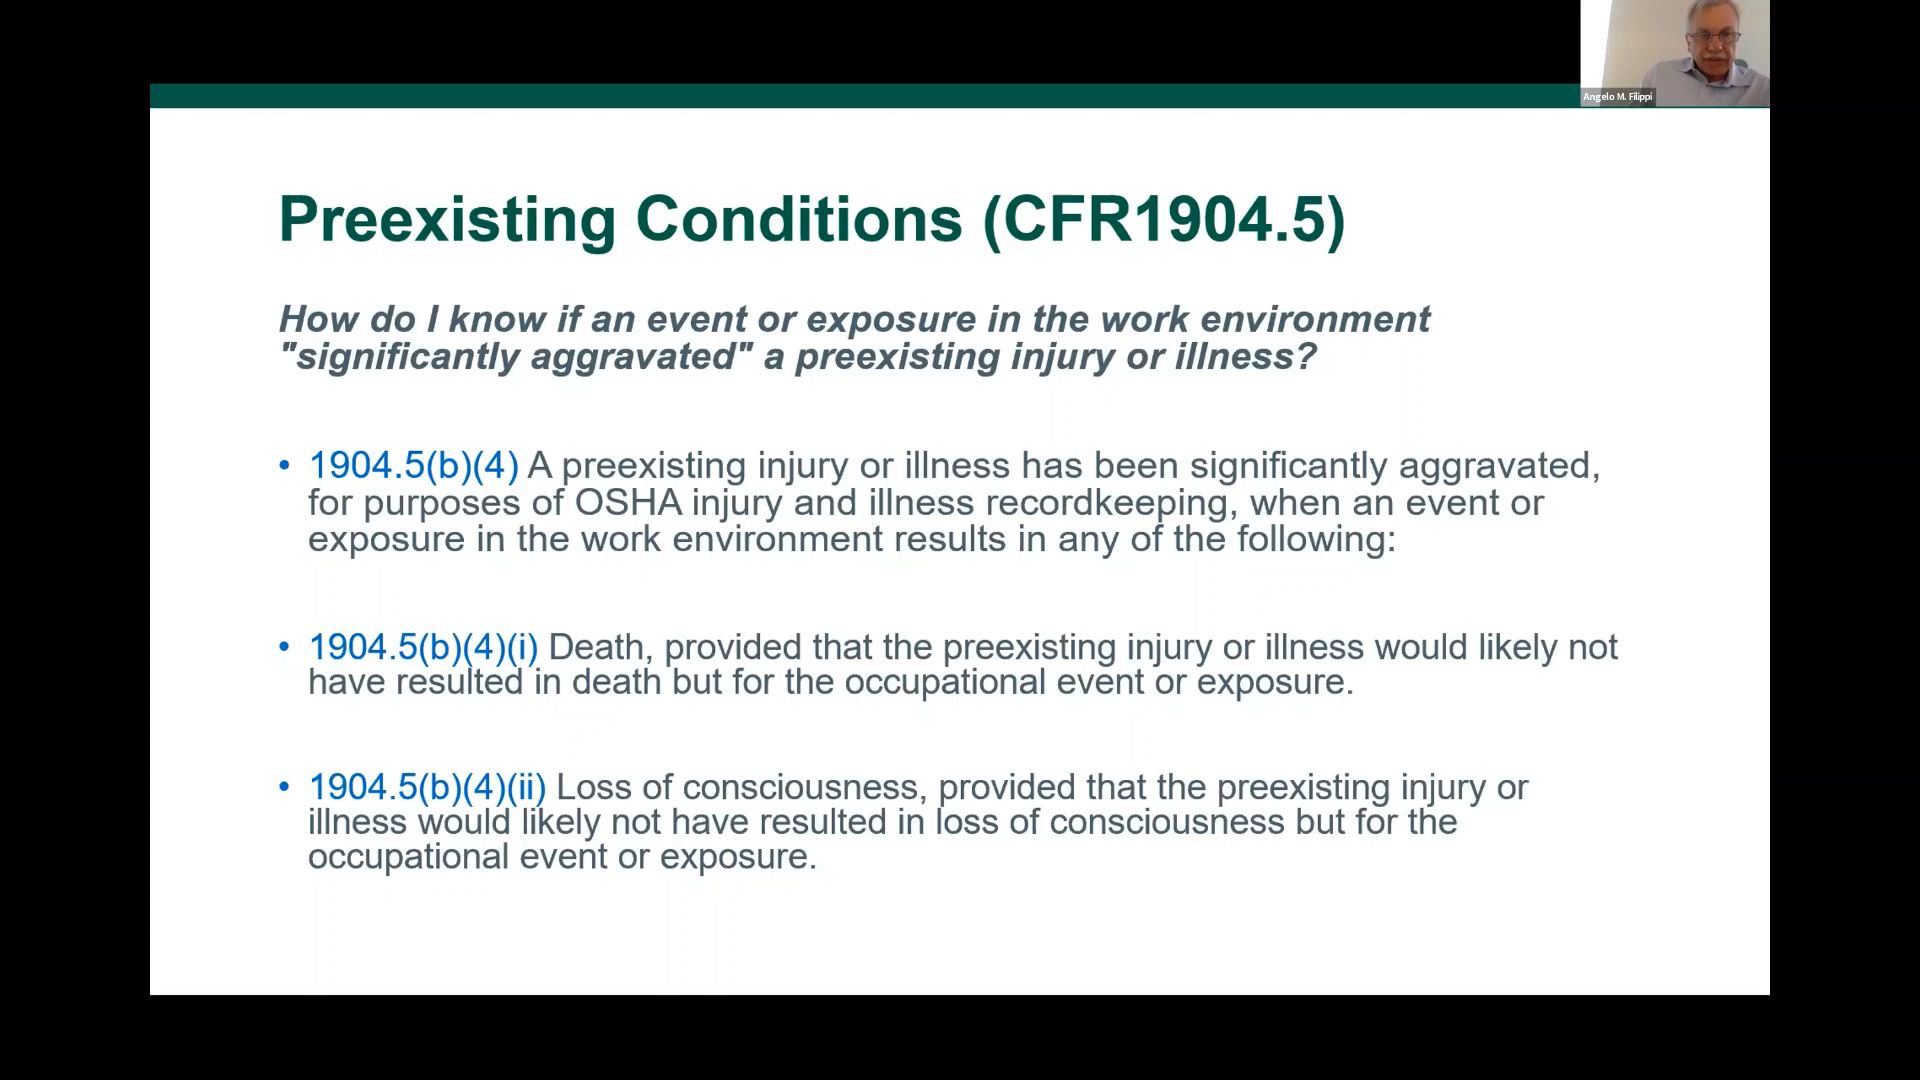 Angelo M. Filippi
Preexisting Conditions (CFR1904.5)
How do I know if an event or exposure in the work environment
"significantly aggravated" a preexisting injury or illness?
• 1904.5(b)(4) A preexisting injury or illness has been significantly aggravated,
for purposes of OSHA injury and illness recordkeeping, when an event or
exposure in the work environment results in any of the following:
• 1904.5(b)(4)(i) Death, provided that the preexisting injury or illness would likely not
have resulted in death but for the occupational event or exposure.
• 1904.5(b)(4)(ii) Loss of consciousness, provided that the preexisting injury or
illness would likely not have resulted in loss of consciousness but for the
occupational event or exposure.